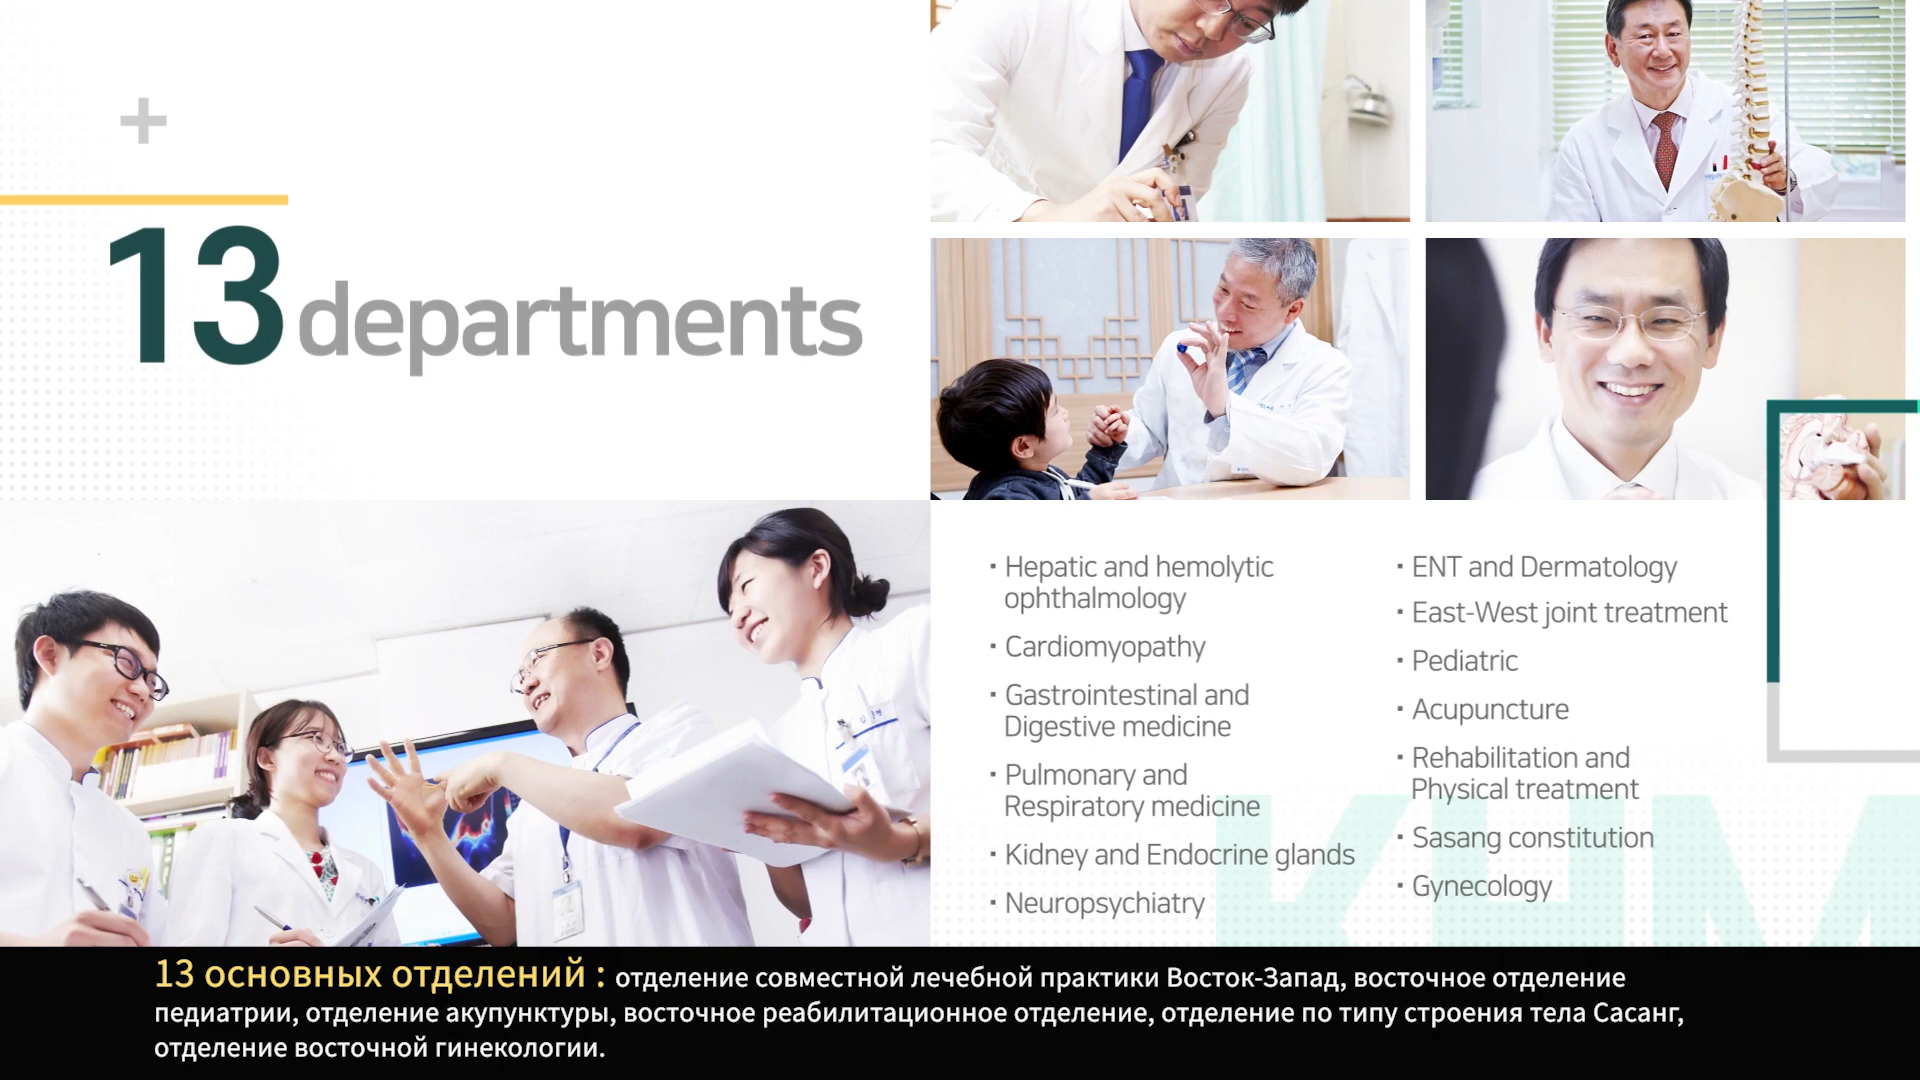 +
13 departments
· Hepatic and hemolytic
ophthalmology
· Cardiomyopathy
· Gastrointestinal and
Digestive medicine
· Pulmonary and
Respiratory medicine
· Kidney and Endocrine glands
· Neuropsychiatry
· ENT and Dermatology
· East-West joint treatment
· Pediatric
· Acupuncture
· Rehabilitation and
Physical treatment
· Sasang constitution
· Gynecology
KHM
13 основных отделений : отделение совместной лечебной практики Восток-Запад, восточное отделение
педиатрии, отделение акупунктуры, восточное реабилитационное отделение, отделение по типу строения тела Сасанг,
отделение восточной гинекологии.